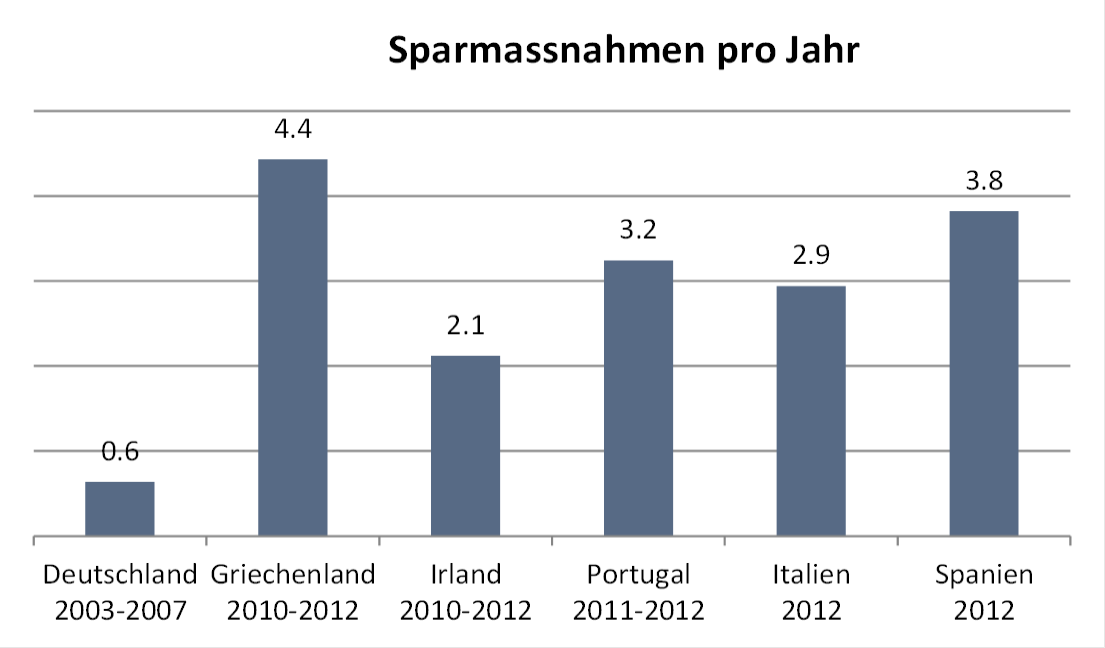 Sparmassnahmen pro Jahr
4.4
3.8
3.2
2.9
2.1
0.6
Deutschland Griechenland Irland Portugal Italien Spanien
2003-2007 2010-2012 2010-2012 2011-2012 2012 2012